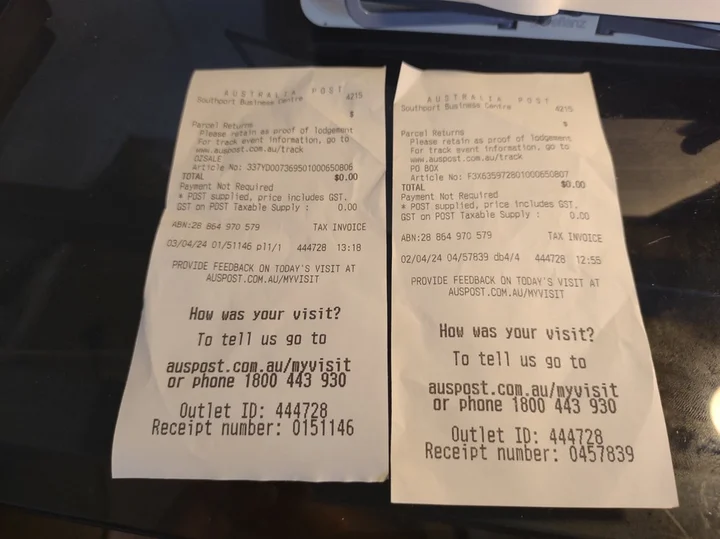 AUSTRALIA POST
Southport Business Centre 4215
$
Parcel Returns
Please retain as proof of lodgement
For track event information, go to
www.auspost.com.au/track
OZSALE
Article No: 337YD007369501000650806
TOTAL $0.00
Payment Not Required
* POST supplied, price includes GST.
GST on POST Taxable Supply : 0.00
ABN:28 864 970 579 TAX INVOICE
03/04/24 01/51146 pl1/1 444728 13:18
PROVIDE FEEDBACK ON TODAY'S VISIT AT
AUSPOST.COM.AU/MYVISIT
How was your visit?
To tell us go to
auspost.com.au/myvisit
or phone 1800 443 930
Outlet ID: 444728
Receipt number: 0151146
AUSTRALIA POST
Southport Business Centre 4215
$
Parcel Returns
Please retain as proof of lodgement
For track event information, go to
www.auspost.com.au/track
PO BOX
Article No: F3X635972801000650807
TOTAL $0.00
Payment Not Required
* POST supplied, price includes GST.
GST on POST Taxable Supply : 0.00
ABN:28 864 970 579 TAX INVOICE
02/04/24 04/57839 db4/4 444728 12:55
PROVIDE FEEDBACK ON TODAY'S VISIT AT
AUSPOST.COM.AU/MYVISIT
How was your visit?
To tell us go to
auspost.com.au/myvisit
or phone 1800 443 930
Outlet ID: 444728
Receipt number: 0457839